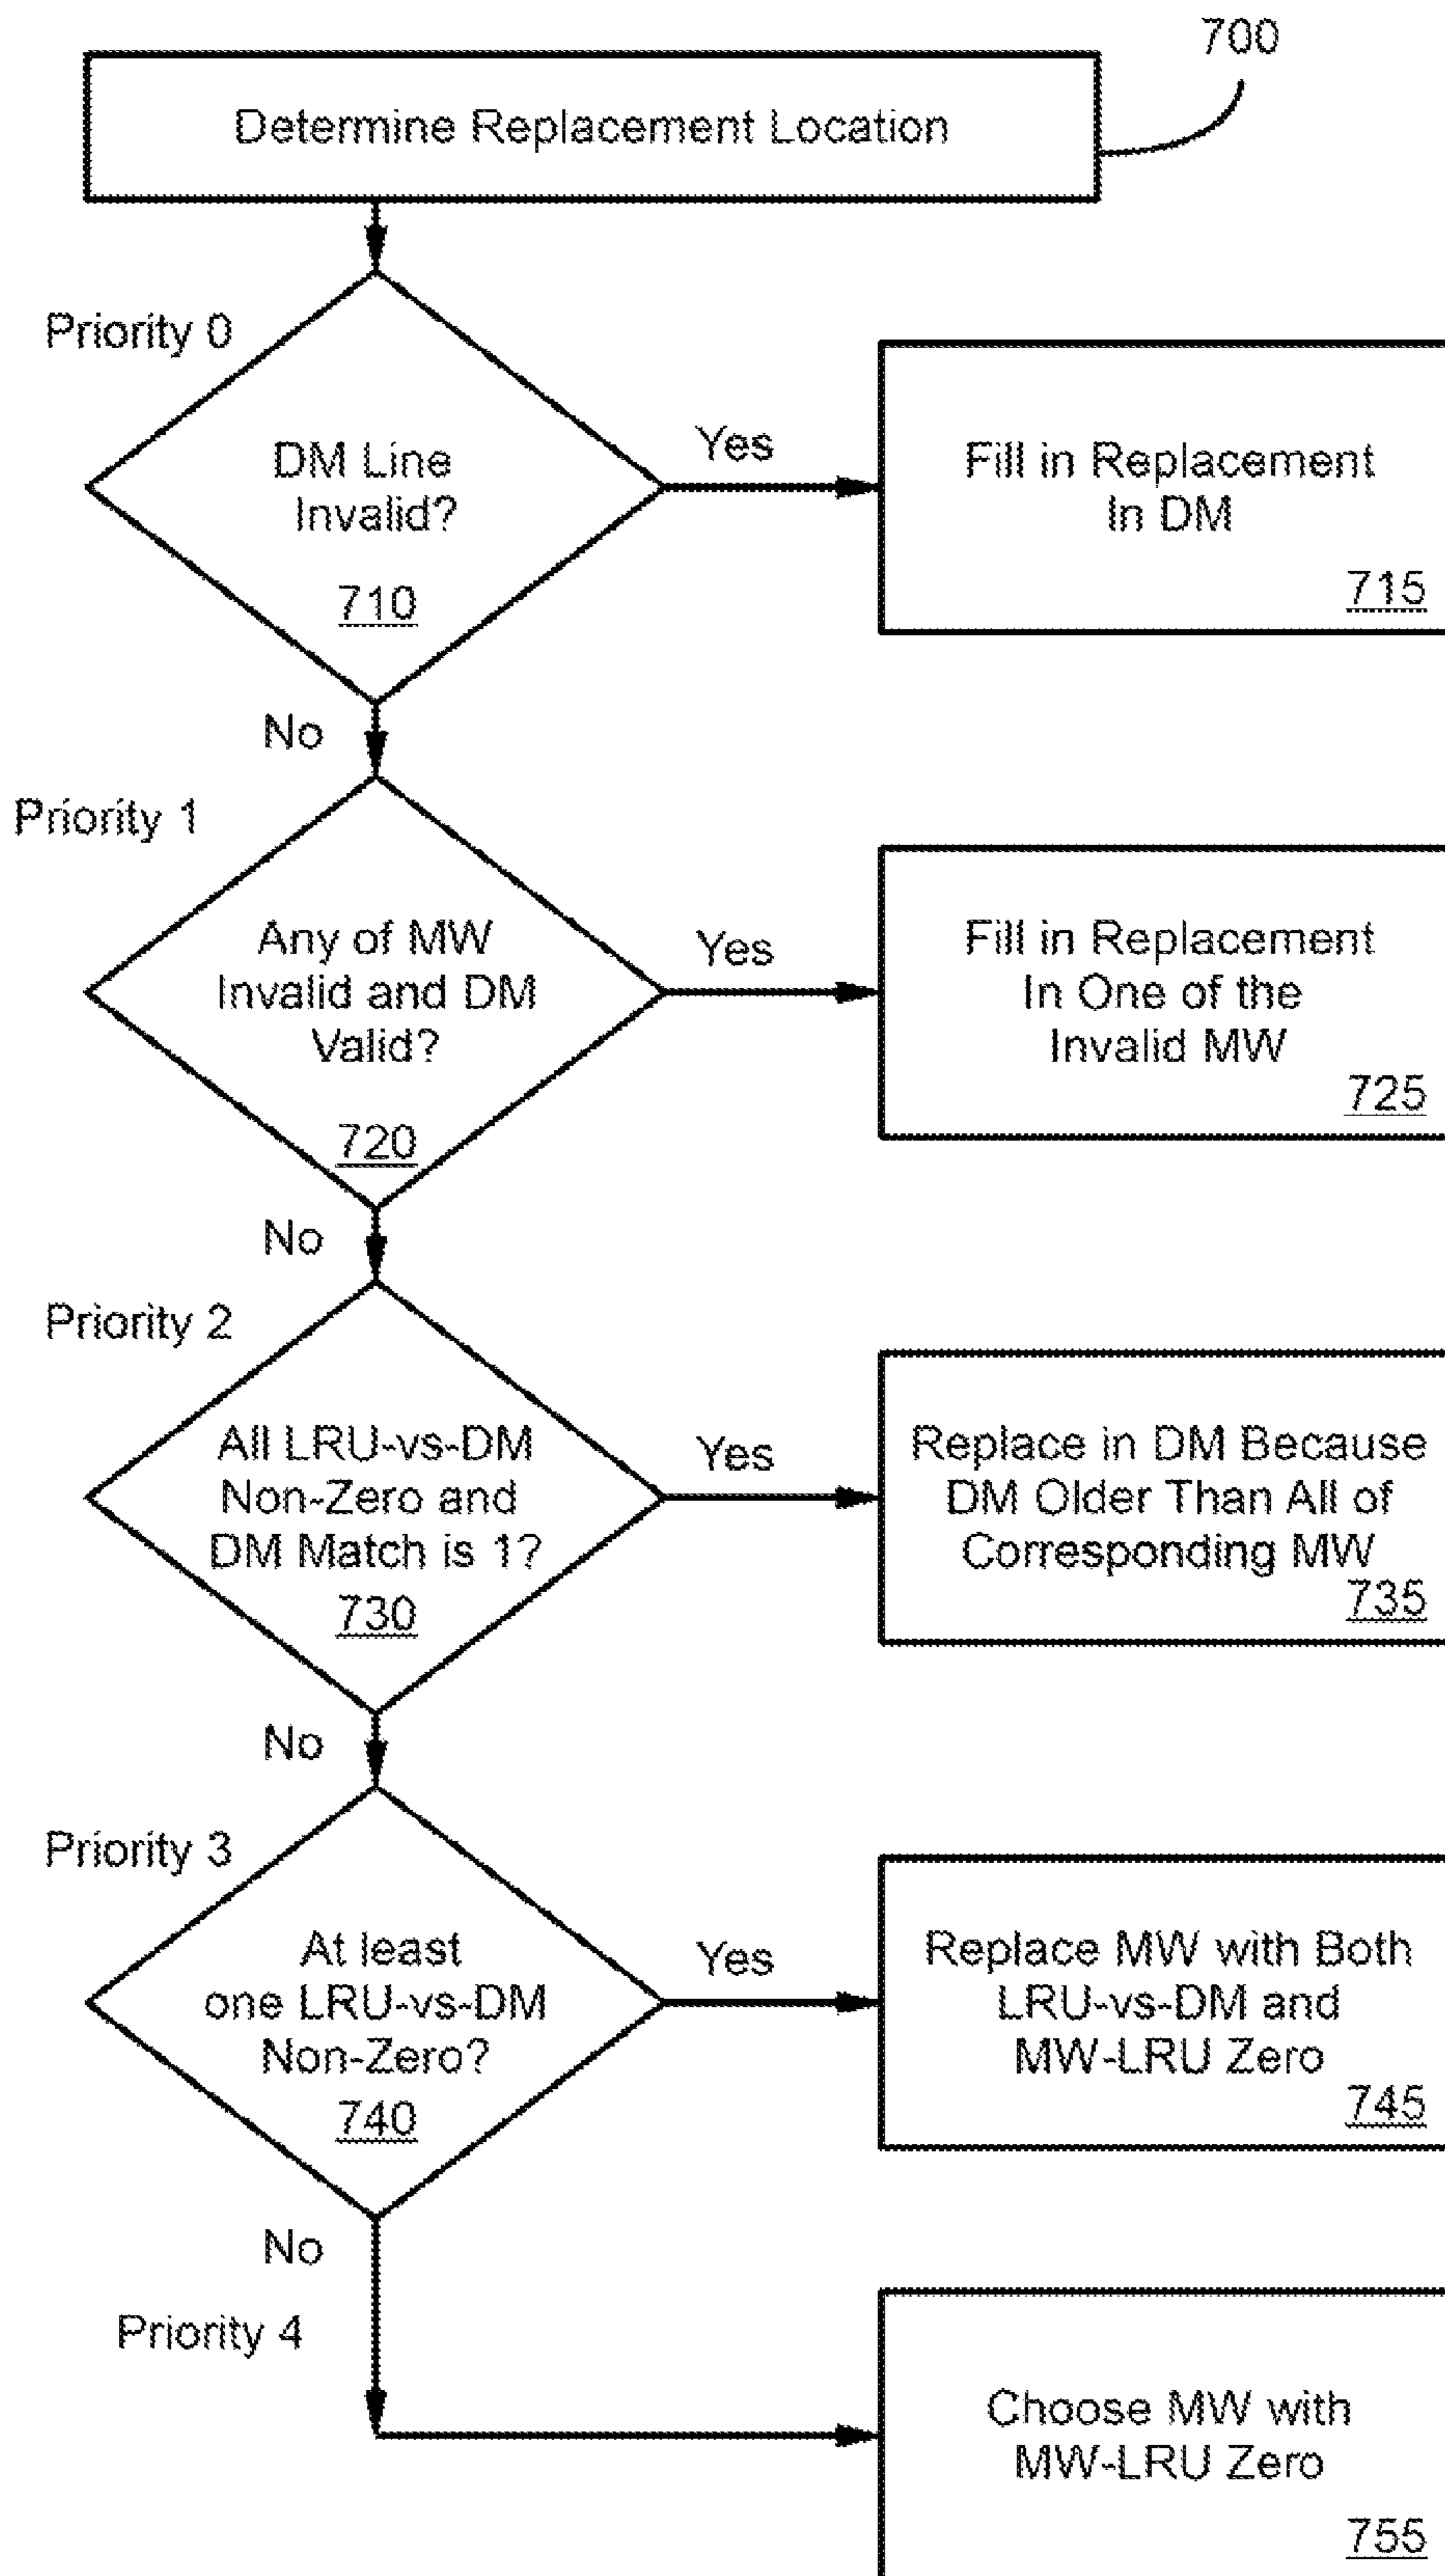 700
Determine Replacement Location
Priority 0
DM Line
Invalid?
710
Yes
Fill in Replacement
In DM
715
No
Priority 1
Any of MW
Invalid and DM
Valid?
720
Yes
Fill in Replacement
In One of the
Invalid MW
725
No
Priority 2
All LRU-vs-DM
Non-Zero and
DM Match is 1?
730
Yes
Replace in DM Because
DM Older Than All of
Corresponding MW
735
No
Priority 3
At least
one LRU-vs-DM
Non-Zero?
740
Yes
Replace MW with Both
LRU-vs-DM and
MW-LRU Zero
745
No
Priority 4
Choose MW with
MW-LRU Zero
755